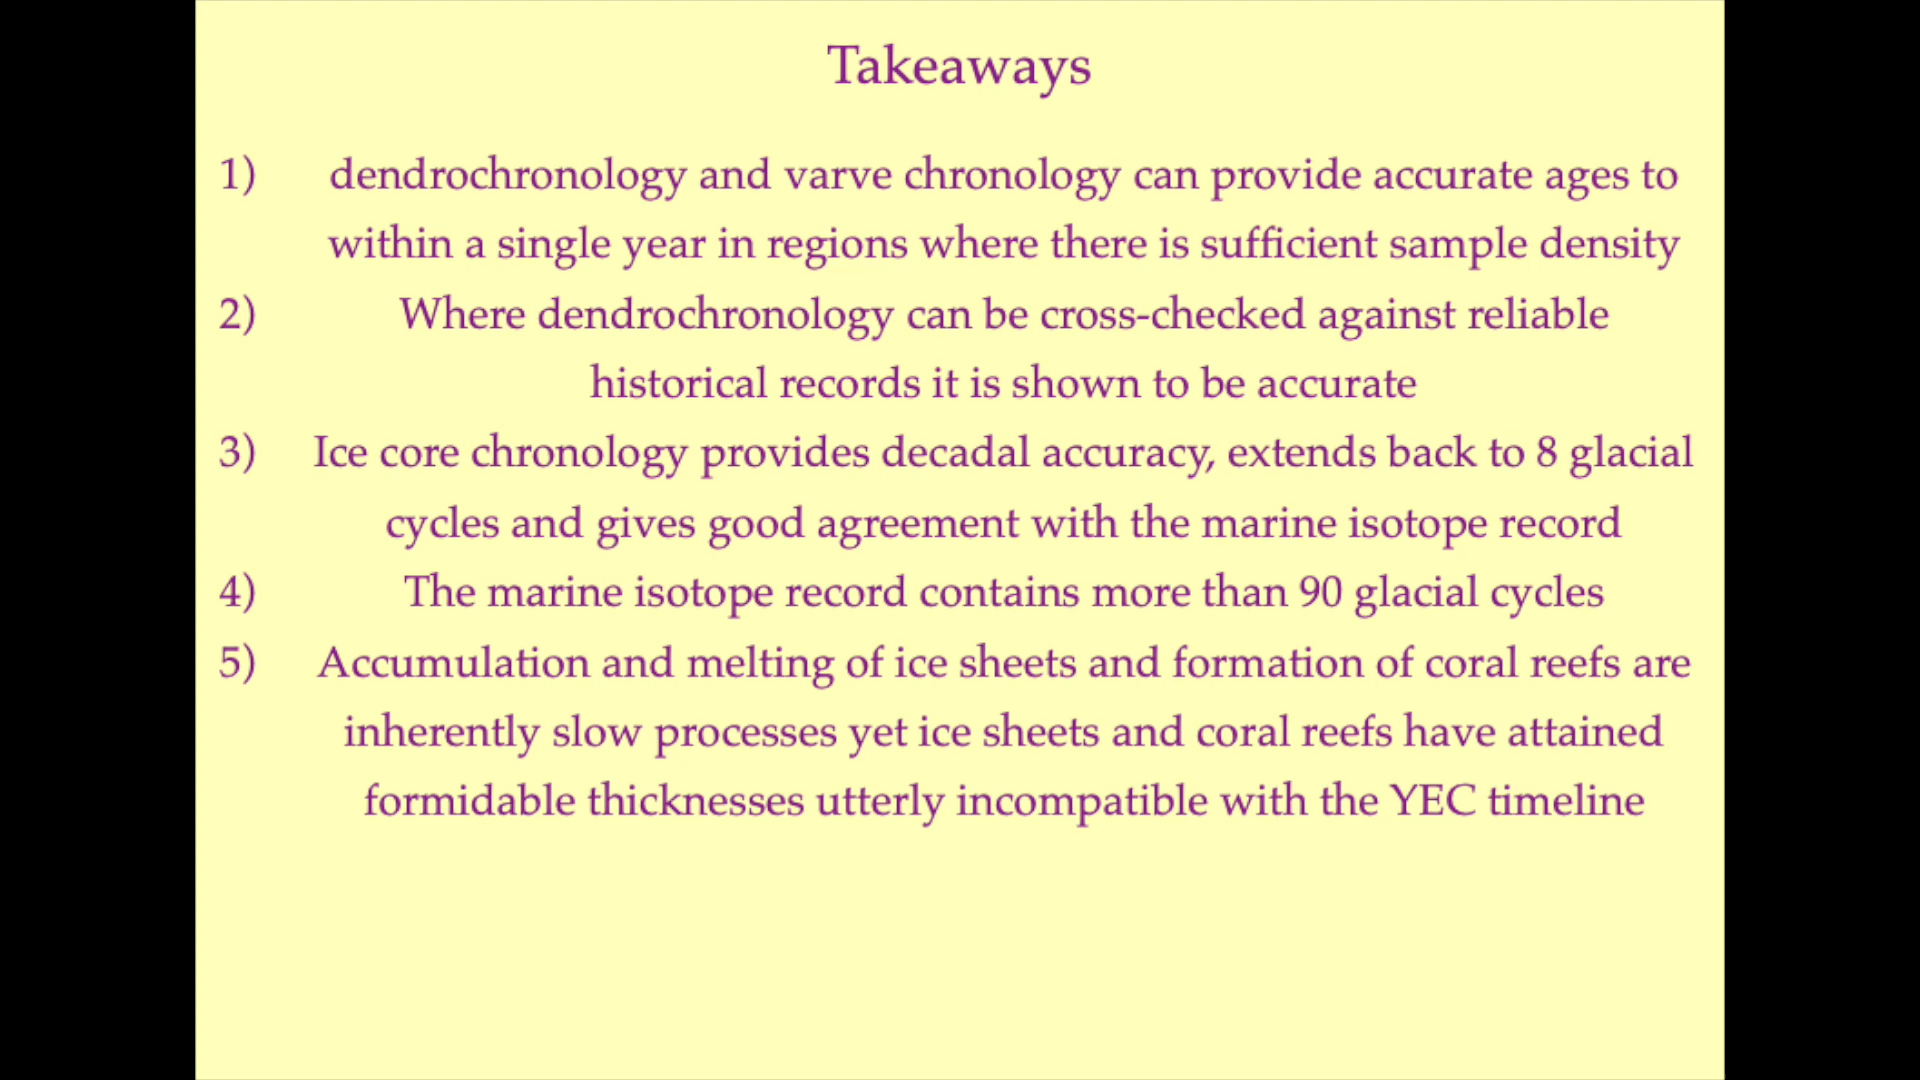 Takeaways
1) dendrochronology and varve chronology can provide accurate ages to
within a single year in regions where there is sufficient sample density
2) Where dendrochronology can be cross-checked against reliable
historical records it is shown to be accurate
3) Ice core chronology provides decadal accuracy, extends back to 8 glacial
cycles and gives good agreement with the marine isotope record
4) The marine isotope record contains more than 90 glacial cycles
5) Accumulation and melting of ice sheets and formation of coral reefs are
inherently slow processes yet ice sheets and coral reefs have attained
formidable thicknesses utterly incompatible with the YEC timeline